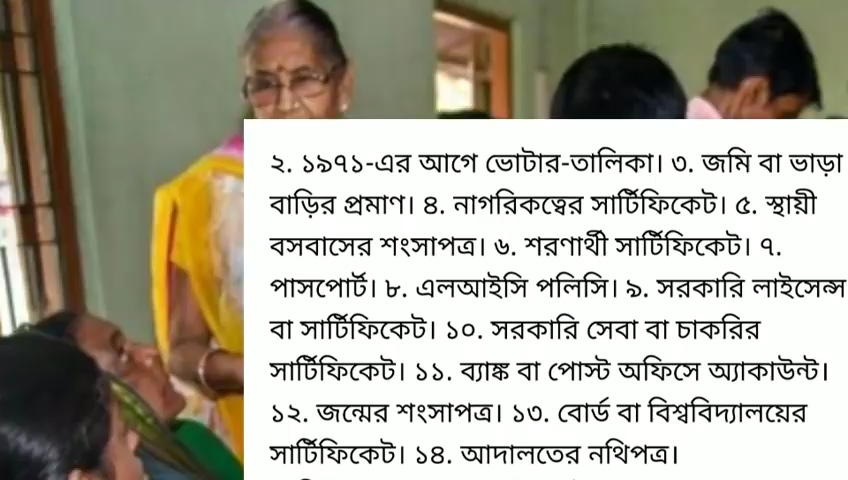 ২. ১৯৭১-এর আগে ভোটার-তালিকা। ৩. জমি বা ভাড়া
বাড়ির প্রমাণ। ৪. নাগরিকত্বের সার্টিফিকেট। ৫. স্থায়ী
বসবাসের শংসাপত্র। ৬. শরণার্থী সার্টিফিকেট। ৭.
পাসপোর্ট। ৮. এলআইসি পলিসি। ৯. সরকারি লাইসেন্স
বা সার্টিফিকেট। ১০. সরকারি সেবা বা চাকরির
সার্টিফিকেট। ১১. ব্যাঙ্ক বা পোস্ট অফিসে অ্যাকাউন্ট।
১২. জন্মের শংসাপত্র। ১৩. বোর্ড বা বিশ্ববিদ্যালয়ের
সার্টিফিকেট। ১৪. আদালতের নথিপত্র।